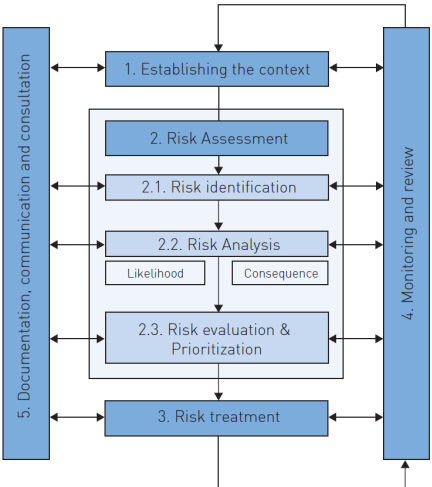 1. Establishing the context
2. Risk Assessment
2.1. Risk identification
2.2. Risk Analysis
Likelihood
Consequence
2.3. Risk evaluation &
Prioritization
3. Risk treatment
4. Monitoring and review
5. Documentation, communication and consultation